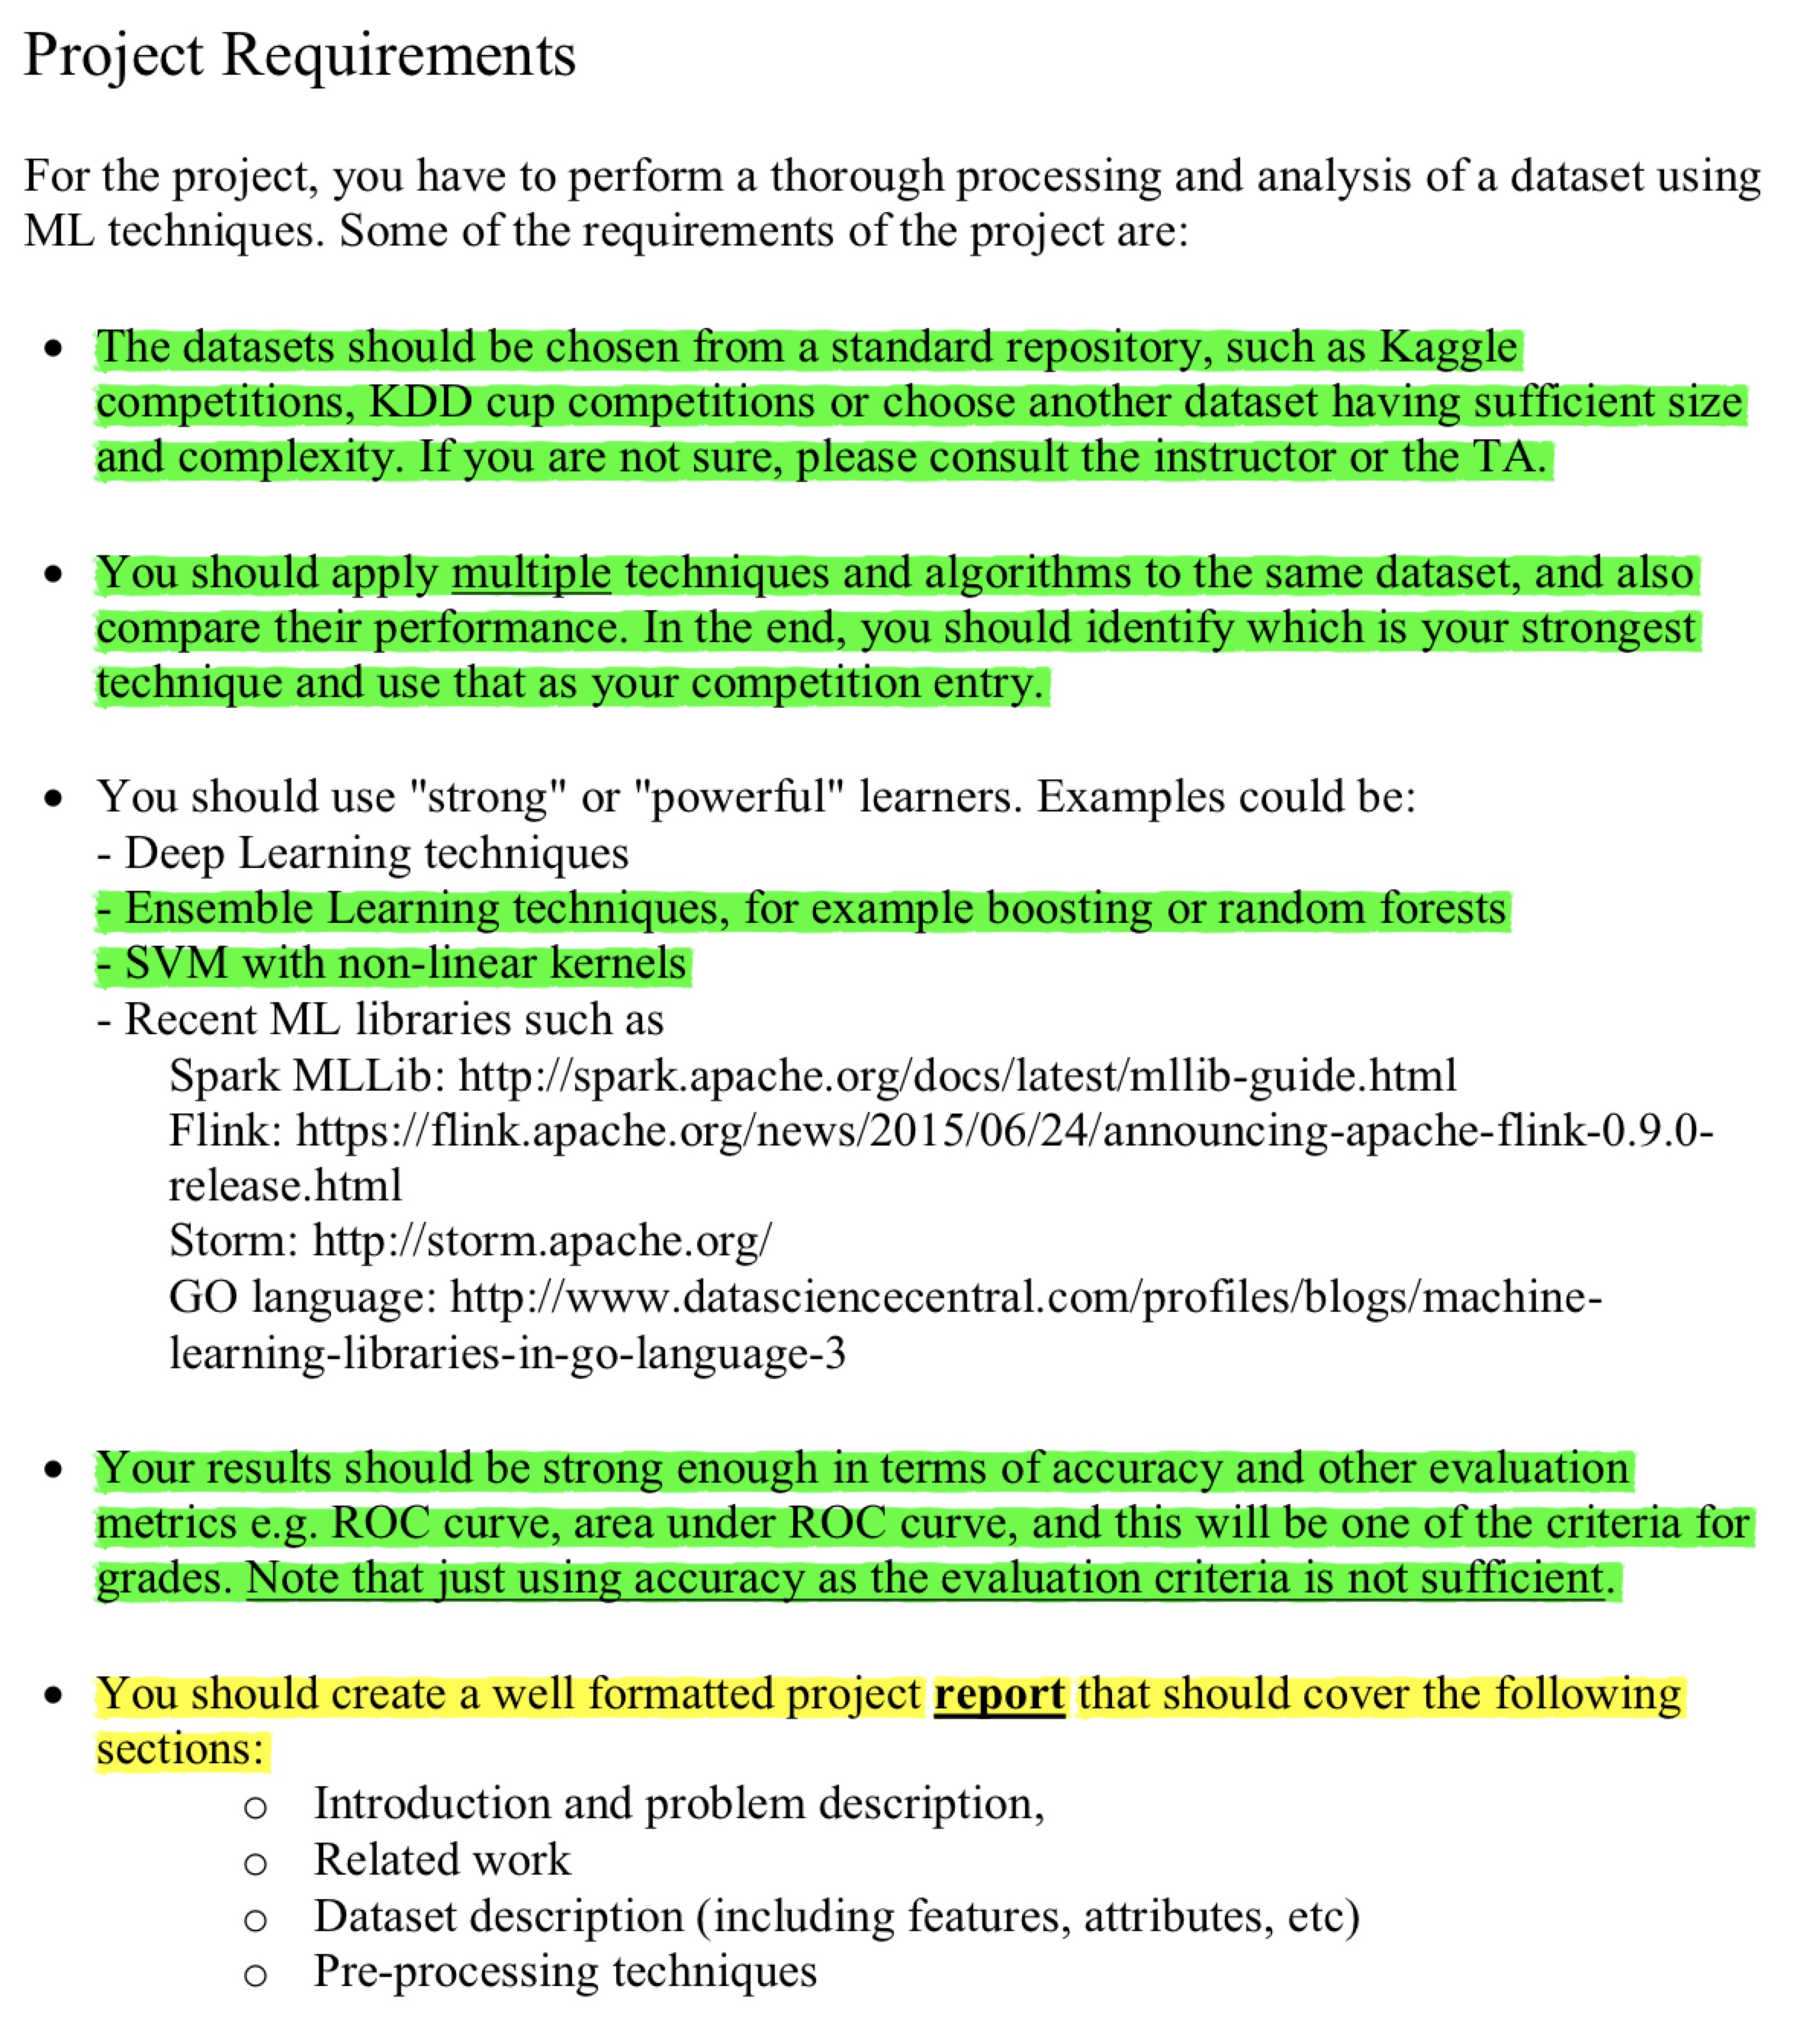 Project Requirements
For the project, you have to perform a thorough processing and analysis of a dataset using
ML techniques. Some of the requirements of the project are:
• The datasets should be chosen from a standard repository, such as Kaggle
competitions, KDD cup competitions or choose another dataset having sufficient size
and complexity. If you are not sure, please consult the instructor or the TA.
• You should apply multiple techniques and algorithms to the same dataset, and also
compare their performance. In the end, you should identify which is your strongest
technique and use that as your competition entry.
• You should use "strong" or "powerful" learners. Examples could be:
- Deep Learning techniques
- Ensemble Learning techniques, for example boosting or random forests
- SVM with non-linear kernels
- Recent ML libraries such as
Spark MLLib: http://spark.apache.org/docs/latest/mllib-guide.html
Flink: https://flink.apache.org/news/2015/06/24/announcing-apache-flink-0.9.0-
release.html
Storm: http://storm.apache.org/
GO language: http://www.datasciencecentral.com/profiles/blogs/machine-
learning-libraries-in-go-language-3
• Your results should be strong enough in terms of accuracy and other evaluation
metrics e.g. ROC curve, area under ROC curve, and this will be one of the criteria for
grades. Note that just using accuracy as the evaluation criteria is not sufficient.
• You should create a well formatted project report that should cover the following
sections:
o Introduction and problem description,
o Related work
o Dataset description (including features, attributes, etc)
o Pre-processing techniques